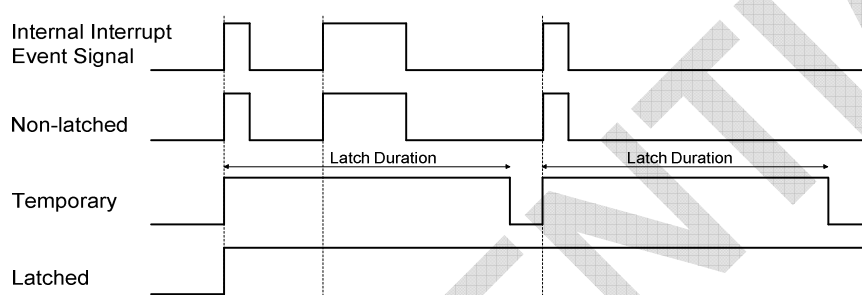 Internal Interrupt
Event Signal
Non-latched
Latch Duration
Latch Duration
Temporary
Latched